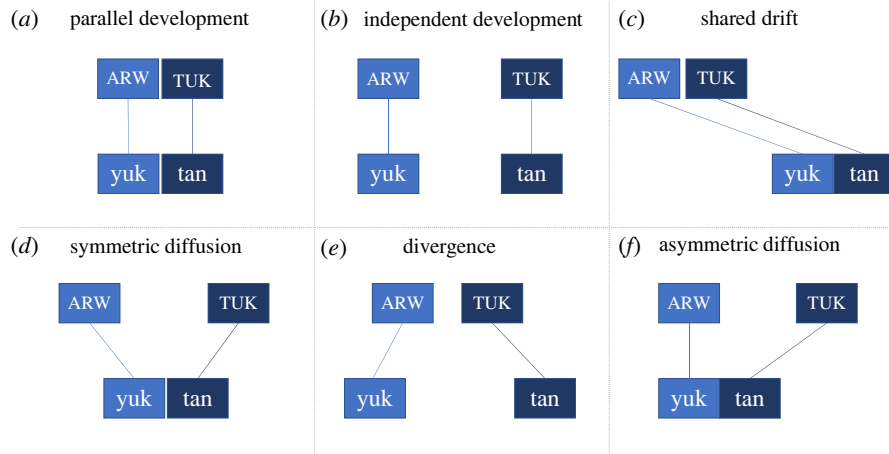 (a) parallel development
ARW TUK
yuk tan
(b) independent development
ARW TUK
yuk tan
(c) shared drift
ARW TUK
yuk tan
(d) symmetric diffusion
ARW TUK
yuk tan
(e) divergence
ARW TUK
yuk tan
(f) asymmetric diffusion
ARW TUK
yuk tan